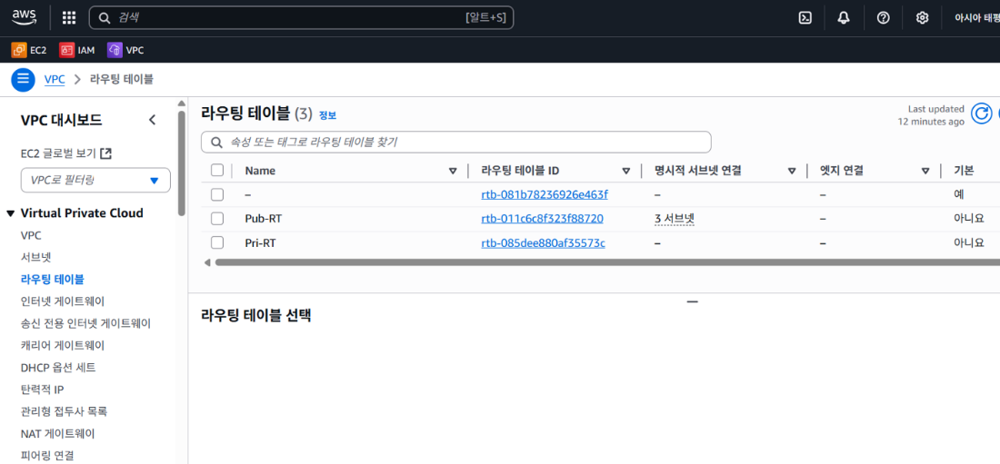 aws
검색 [알트+S] 아시아 태평
EC2 IAM VPC
VPC > 라우팅 테이블
VPC 대시보드
EC2 글로벌 보기
VPC로 필터링
Virtual Private Cloud
VPC
서브넷
라우팅 테이블
인터넷 게이트웨이
송신 전용 인터넷 게이트웨이
캐리어 게이트웨이
DHCP 옵션 세트
탄력적 IP
관리형 접두사 목록
NAT 게이트웨이
피어링 연결
라우팅 테이블 (3) 정보
Last updated
12 minutes ago
속성 또는 태그로 라우팅 테이블 찾기
Name 라우팅 테이블 ID 명시적 서브넷 연결 엣지 연결 기본
– rtb-081b78236926e463f – – 예
Pub-RT rtb-011c6c8f323f88720 3 서브넷 – 아니요
Pri-RT rtb-085dee880af35573c – – 아니요
라우팅 테이블 선택